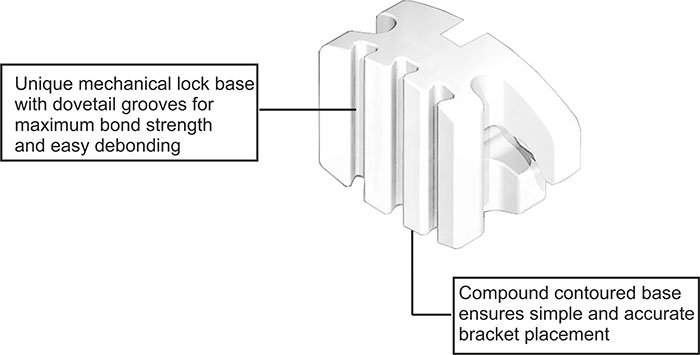 Unique mechanical lock base
with dovetail grooves for
maximum bond strength
and easy debonding
Compound contoured base
ensures simple and accurate
bracket placement